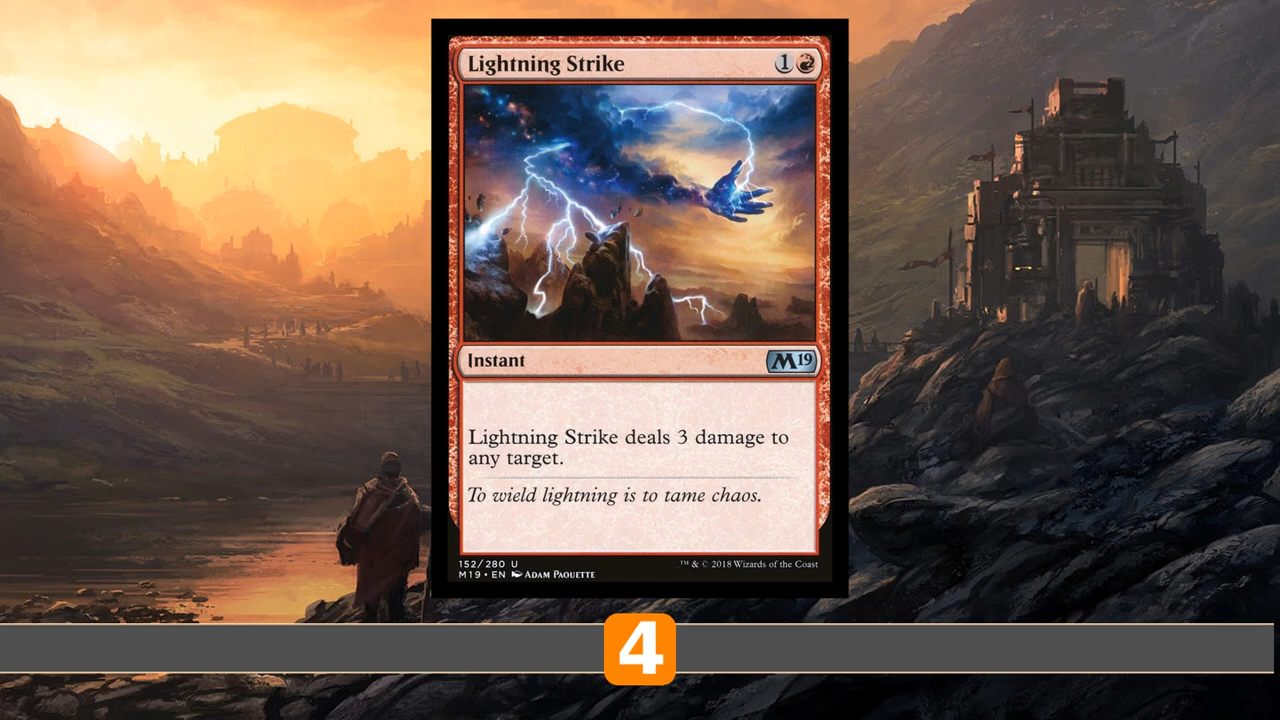 Lightning Strike 1
Instant M19
Lightning Strike deals 3 damage to
any target.
To wield lightning is to tame chaos.
152/280 U ™ & © 2018 Wizards of the Coast
M19 • EN Adam Paquette
4